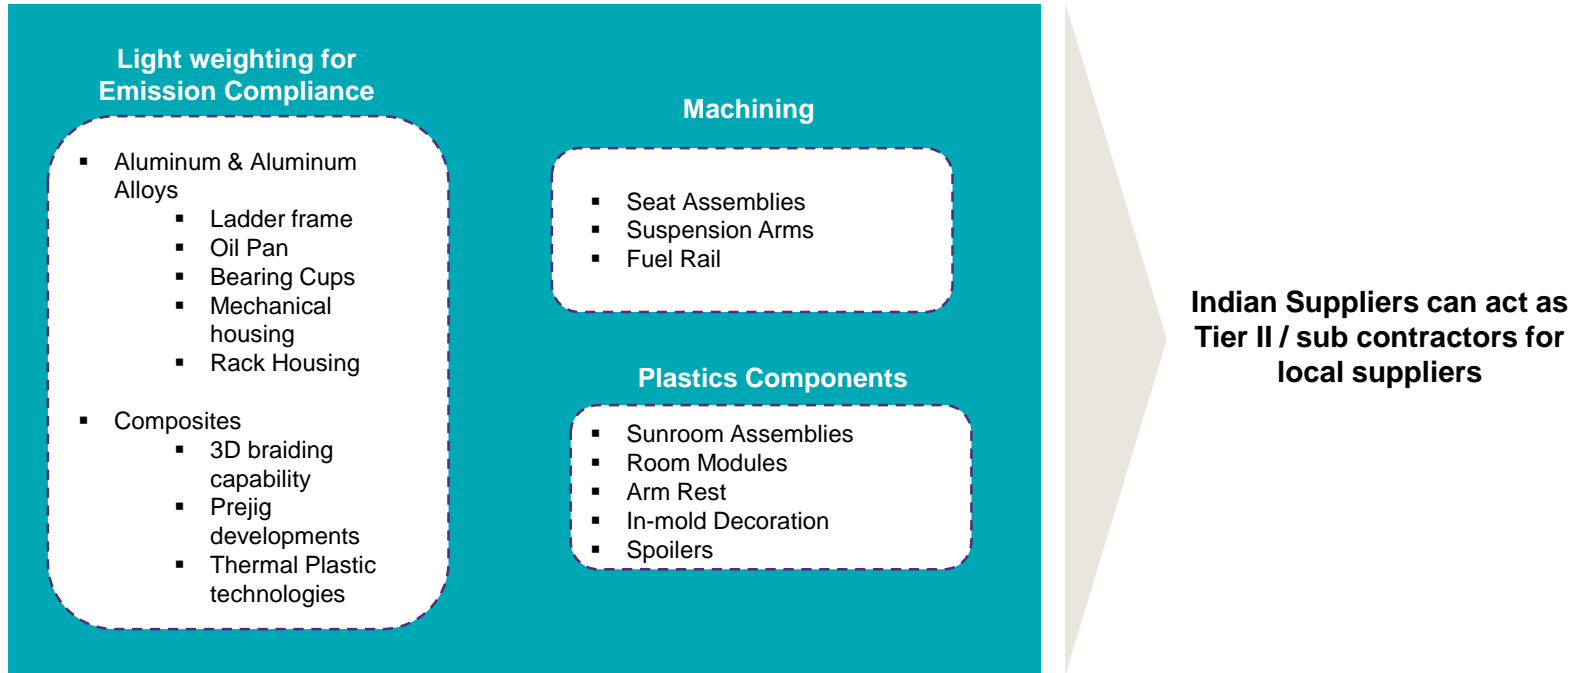 Light weighting for
Emission Compliance
▪ Aluminum & Aluminum
Alloys
▪ Ladder frame
▪ Oil Pan
▪ Bearing Cups
▪ Mechanical
housing
▪ Rack Housing
▪ Composites
▪ 3D braiding
capability
▪ Prejig
developments
▪ Thermal Plastic
technologies
Machining
▪ Seat Assemblies
▪ Suspension Arms
▪ Fuel Rail
Plastics Components
▪ Sunroom Assemblies
▪ Room Modules
▪ Arm Rest
▪ In-mold Decoration
▪ Spoilers
Indian Suppliers can act as
Tier II / sub contractors for
local suppliers